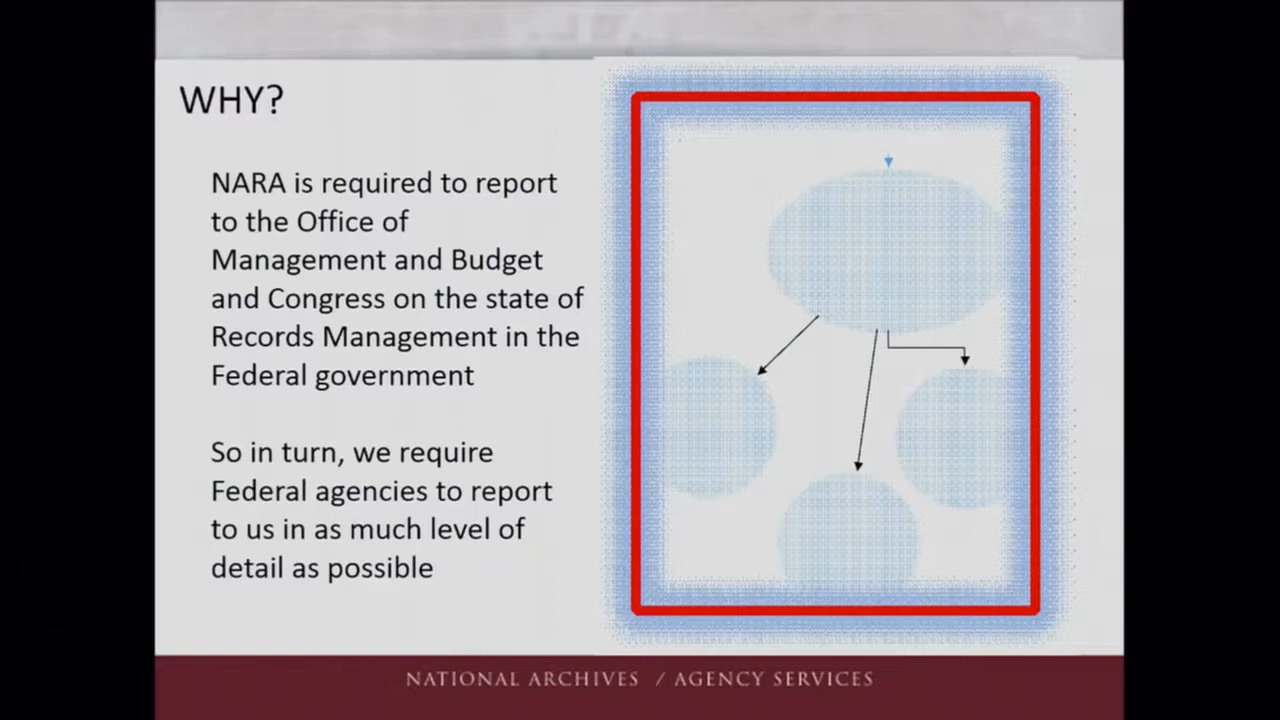 WHY?
NARA is required to report
to the Office of
Management and Budget
and Congress on the state of
Records Management in the
Federal government
So in turn, we require
Federal agencies to report
to us in as much level of
detail as possible
NATIONAL ARCHIVES / AGENCY SERVICES